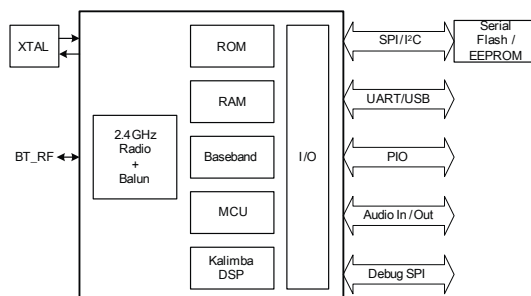 XTAL
BT_RF
2.4GHz
Radio
+
Balun
ROM
RAM
Baseband
MCU
Kalimba
DSP
I/O
SPI/I²C
UART/USB
PIO
Audio In/Out
Debug SPI
Serial
Flash /
EEPROM